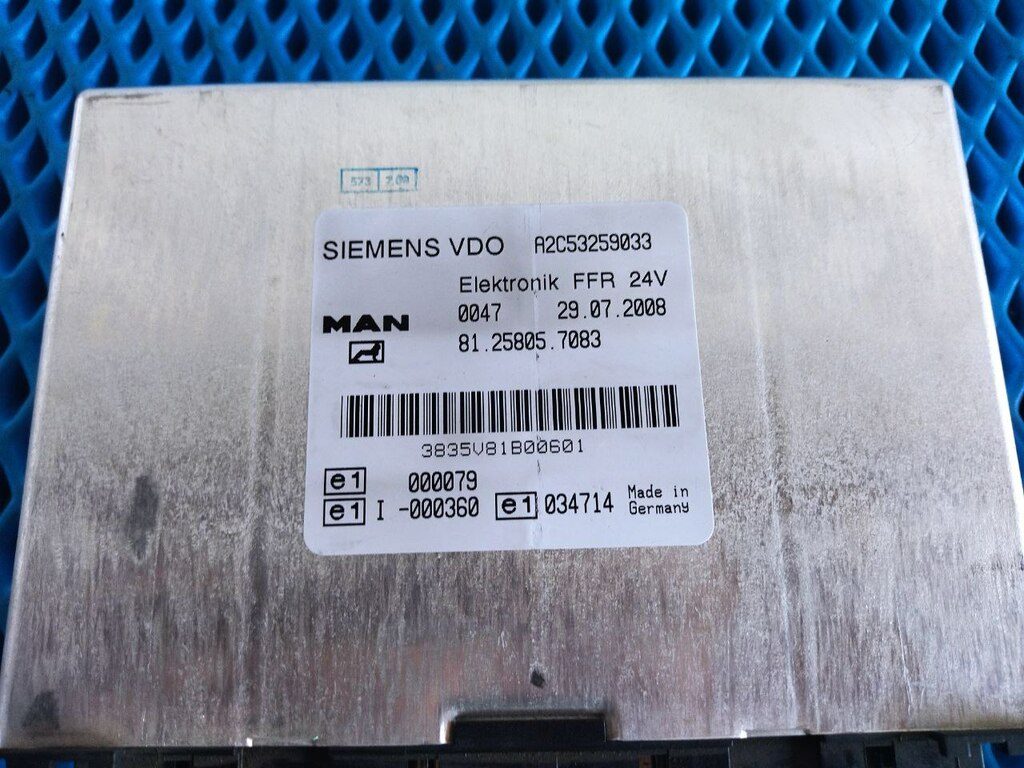 573 7.08
SIEMENS VDO A2C53259033
Elektronik FFR 24V
0047 29.07.2008
MAN
81.25805.7083
3835V81B00601
e1 000079
e1 I -000360 e1 034714 Made in
Germany